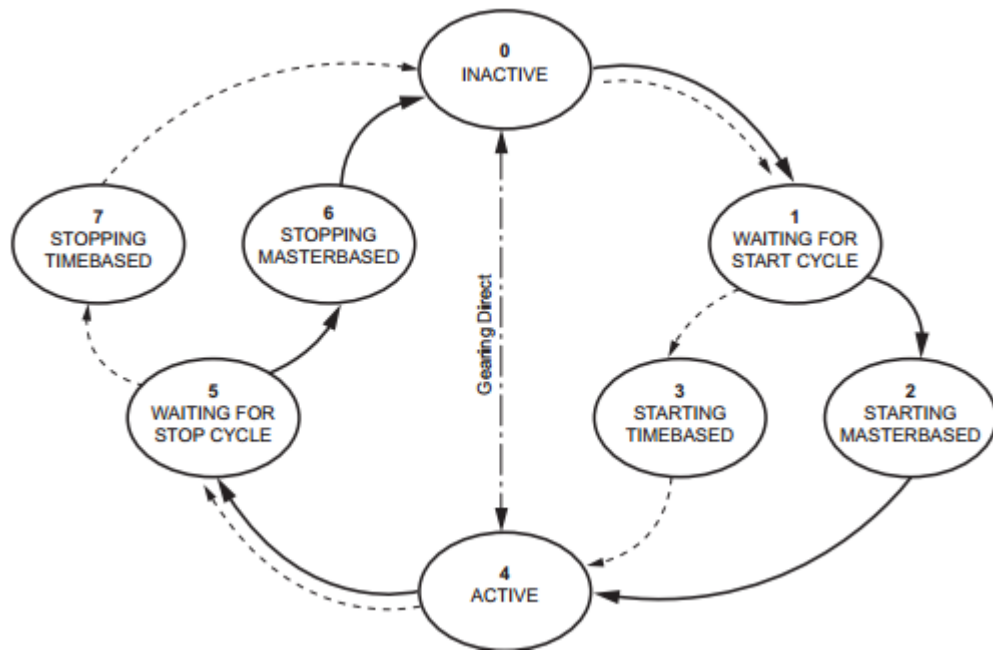 0
INACTIVE
7
STOPPING
TIMEBASED
6
STOPPING
MASTERBASED
1
WAITING FOR
START CYCLE
Gearing Direct
5
WAITING FOR
STOP CYCLE
3
STARTING
TIMEBASED
2
STARTING
MASTERBASED
4
ACTIVE